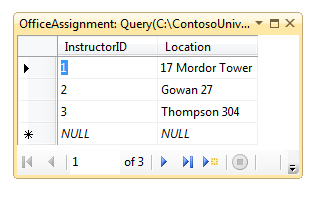 OfficeAssignment: Query(C:\ContosoUniv...
InstructorID Location
1 17 Mordor Tower
2 Gowan 27
3 Thompson 304
NULL NULL
1 of 3